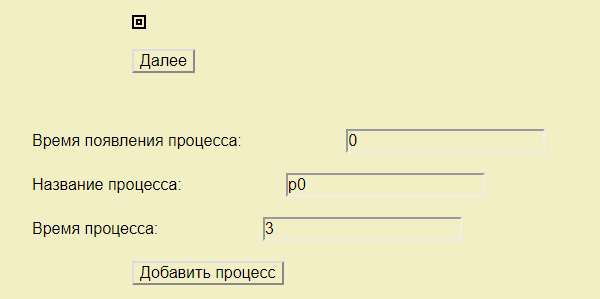 Далее
Время появления процесса: 0
Название процесса: p0
Время процесса: 3
Добавить процесс